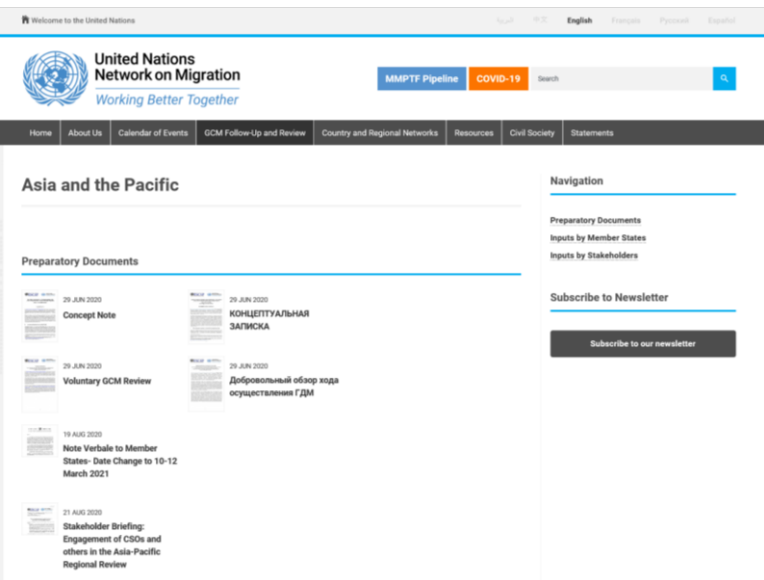 Welcome to the United Nations
العربية 中文 English Français Русский Español
United Nations
Network on Migration
Working Better Together
MMPTF Pipeline COVID-19 Search
Home About Us Calendar of Events GCM Follow-Up and Review Country and Regional Networks Resources Civil Society Statements
Asia and the Pacific
Preparatory Documents
29 JUN 2020
Concept Note
29 JUN 2020
КОНЦЕПТУАЛЬНАЯ
ЗАПИСКА
29 JUN 2020
Voluntary GCM Review
29 JUN 2020
Добровольный обзор хода
осуществления ГДМ
19 AUG 2020
Note Verbale to Member
States- Date Change to 10-12
March 2021
21 AUG 2020
Stakeholder Briefing:
Engagement of CSOs and
others in the Asia-Pacific
Regional Review
Navigation
Preparatory Documents
Inputs by Member States
Inputs by Stakeholders
Subscribe to Newsletter
Subscribe to our newsletter